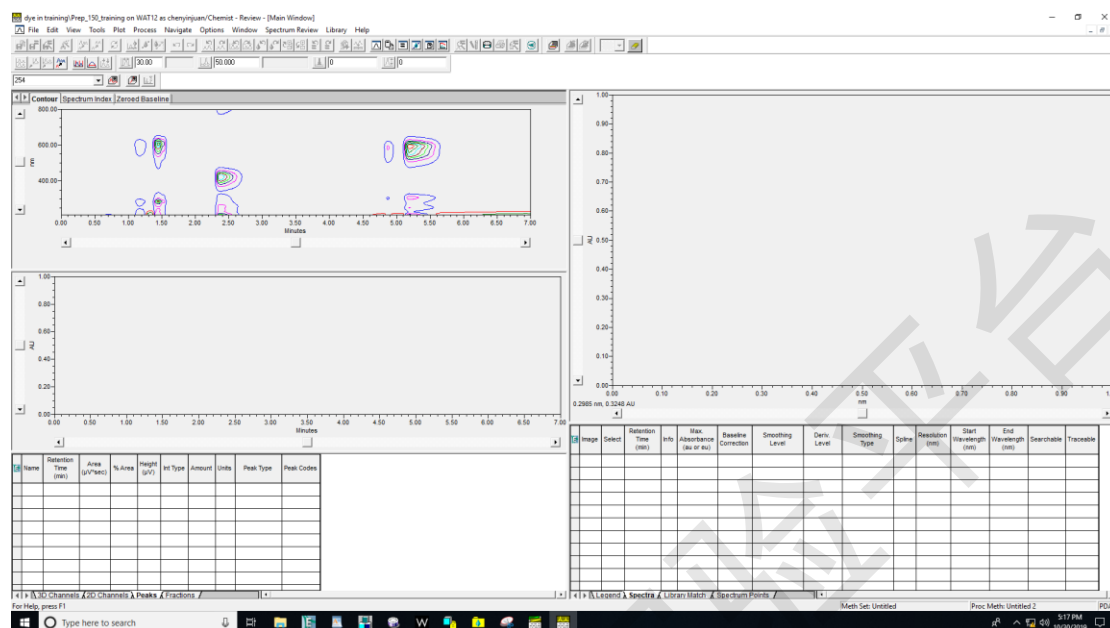 dye in training\Prep_150_training on WAT12 as chenyinjuan/Chemist - Review - [Main Window]
File Edit View Tools Plot Process Navigate Options Window Spectrum Review Library Help
30.00 50.000 0 0
254
Contour Spectrum Index Zeroed Baseline
800.00
600.00
nm
400.00
0.00 0.50 1.00 1.50 2.00 2.50 3.00 3.50 4.00 4.50 5.00 5.50 6.00 6.50 7.00
Minutes
1.00
0.80
0.60
AU
0.40
0.20
0.00
0.00 0.50 1.00 1.50 2.00 2.50 3.00 3.50 4.00 4.50 5.00 5.50 6.00 6.50 7.00
Minutes
Name Retention Time (min) Area (µV*sec) % Area Height (µV) Int Type Amount Units Peak Type Peak Codes
3D Channels 2D Channels Peaks Fractions
1.00
0.90
0.80
0.70
0.60
AU
0.50
0.40
0.30
0.20
0.10
0.00
0.00 0.10 0.20 0.30 0.40 0.50 0.60 0.70 0.80 0.90
nm
0.2985 nm, 0.3248 AU
Image Select Retention Time (min) Info Max. Absorbance (au or eu) Baseline Correction Smoothing Level Deriv. Level Smoothing Type Spline Resolution (nm) Start Wavelength (nm) End Wavelength (nm) Searchable Traceable
Legend Spectra Library Match Spectrum Points
For Help, press F1
Meth Set: Untitled
Proc Meth: Untitled 2
PD
Type here to search
5:17 PM
10/20/2019
验平台